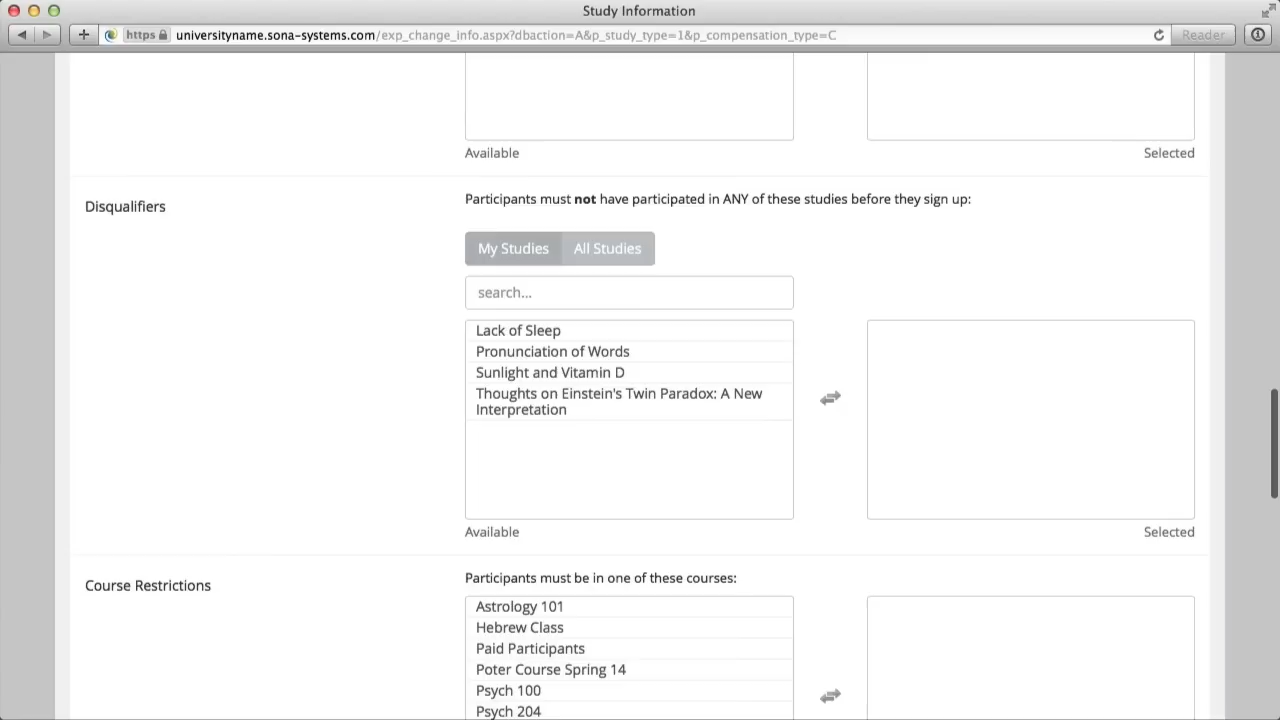 Study Information
https universityname.sona-systems.com/exp_change_info.aspx?dbaction=A&p_study_type=1&p_compensation_type=C Reader
Available Selected
Disqualifiers Participants must not have participated in ANY of these studies before they sign up:
My Studies All Studies
search...
Lack of Sleep
Pronunciation of Words
Sunlight and Vitamin D
Thoughts on Einstein's Twin Paradox: A New
Interpretation
Available Selected
Course Restrictions Participants must be in one of these courses:
Astrology 101
Hebrew Class
Paid Participants
Poter Course Spring 14
Psych 100
Psych 204